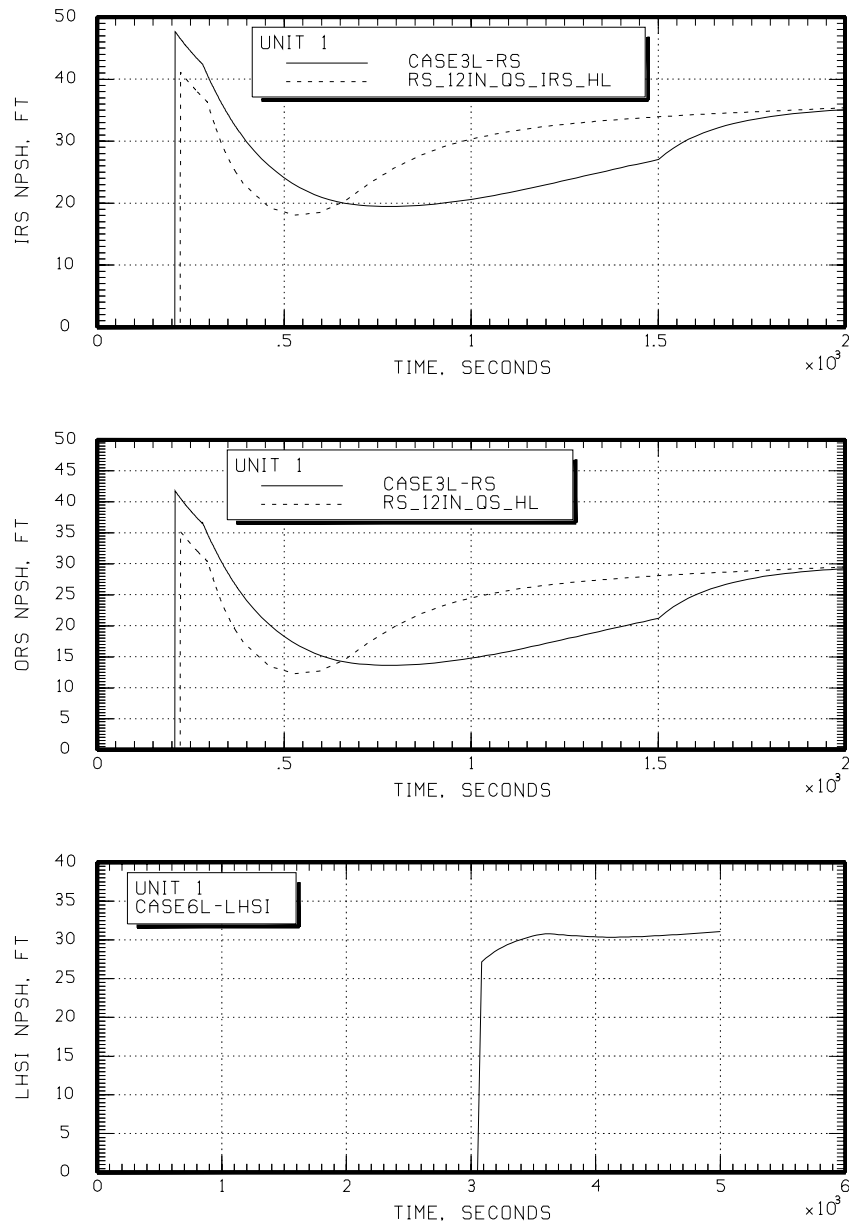 50
40
30
20
10
0
IRS NPSH, FT
UNIT 1
CASE3L-RS
RS_12IN_QS_IRS_HL
0 .5 1 1.5 2
TIME, SECONDS
×10³
50
45
40
35
30
25
20
15
10
5
0
ORS NPSH, FT
UNIT 1
CASE3L-RS
RS_12IN_QS_HL
0 .5 1 1.5 2
TIME, SECONDS
×10³
40
35
30
25
20
15
10
5
0
LHSI NPSH, FT
UNIT 1
CASE6L-LHSI
0 1 2 3 4 5 6
TIME, SECONDS
×10³